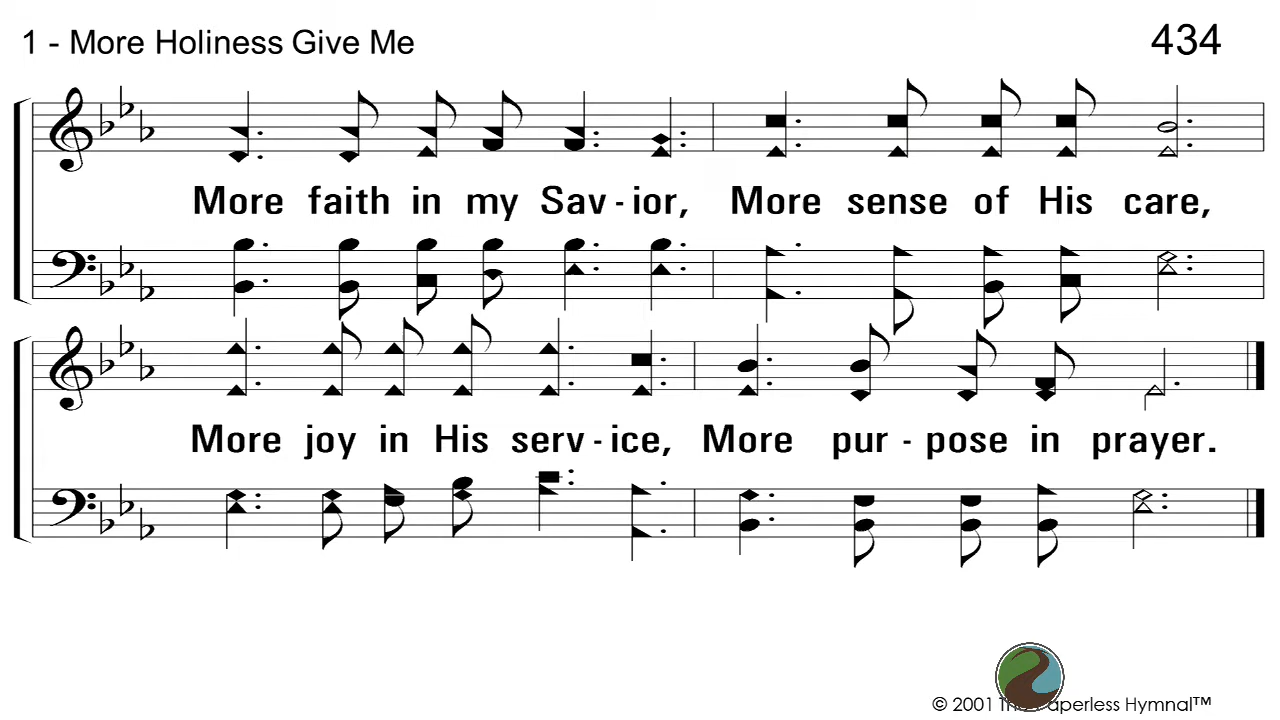 1 - More Holiness Give Me 434
More faith in my Sav - ior, More sense of His care,
More joy in His serv - ice, More pur - pose in prayer.
© 2001 The Paperless Hymnal™